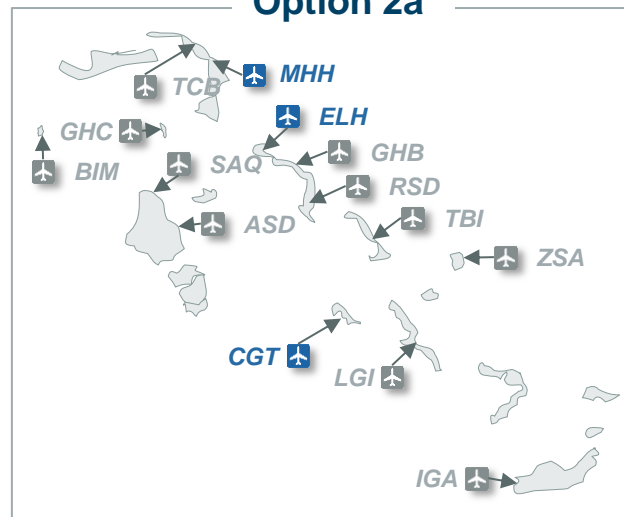 Option 2a
MHH
TCB
ELH
GHC
GHB
SAQ
BIM
RSD
TBI
ASD
ZSA
CGT
LGI
IGA